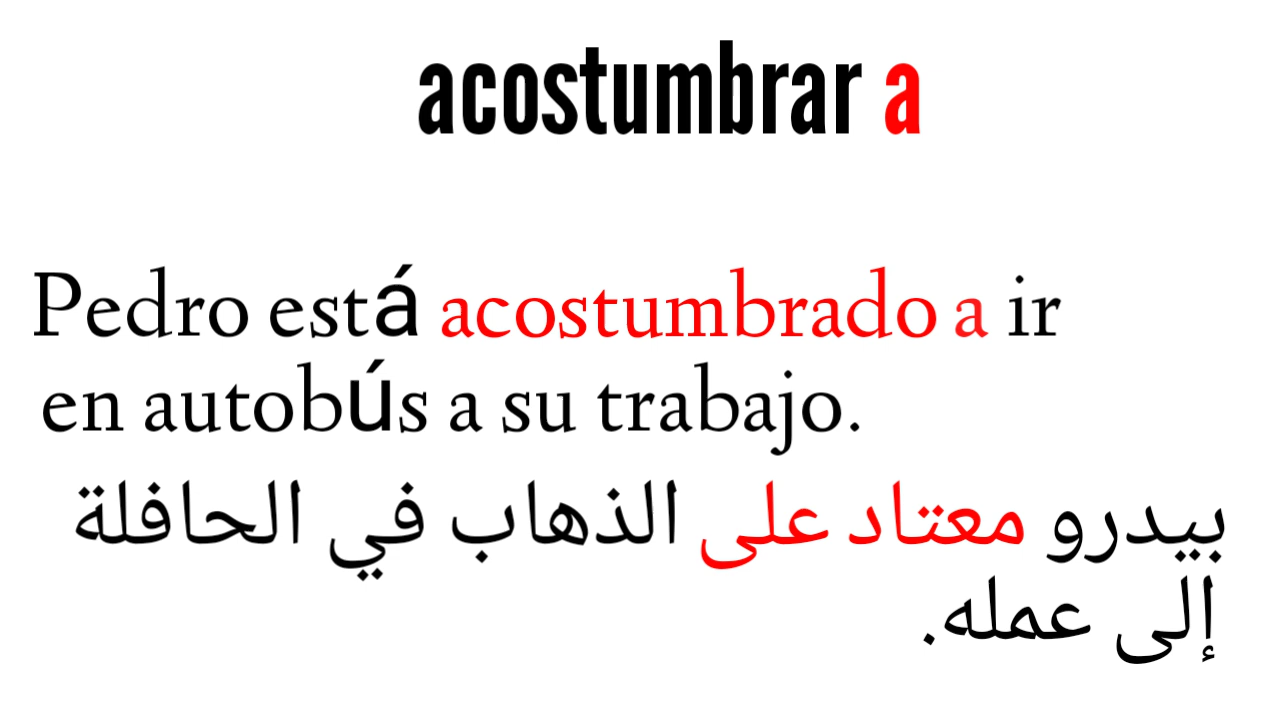 acostumbrar a
Pedro está acostumbrado a ir
en autobús a su trabajo.
بيدرو معتاد على الذهاب في الحافلة
إلى عمله.